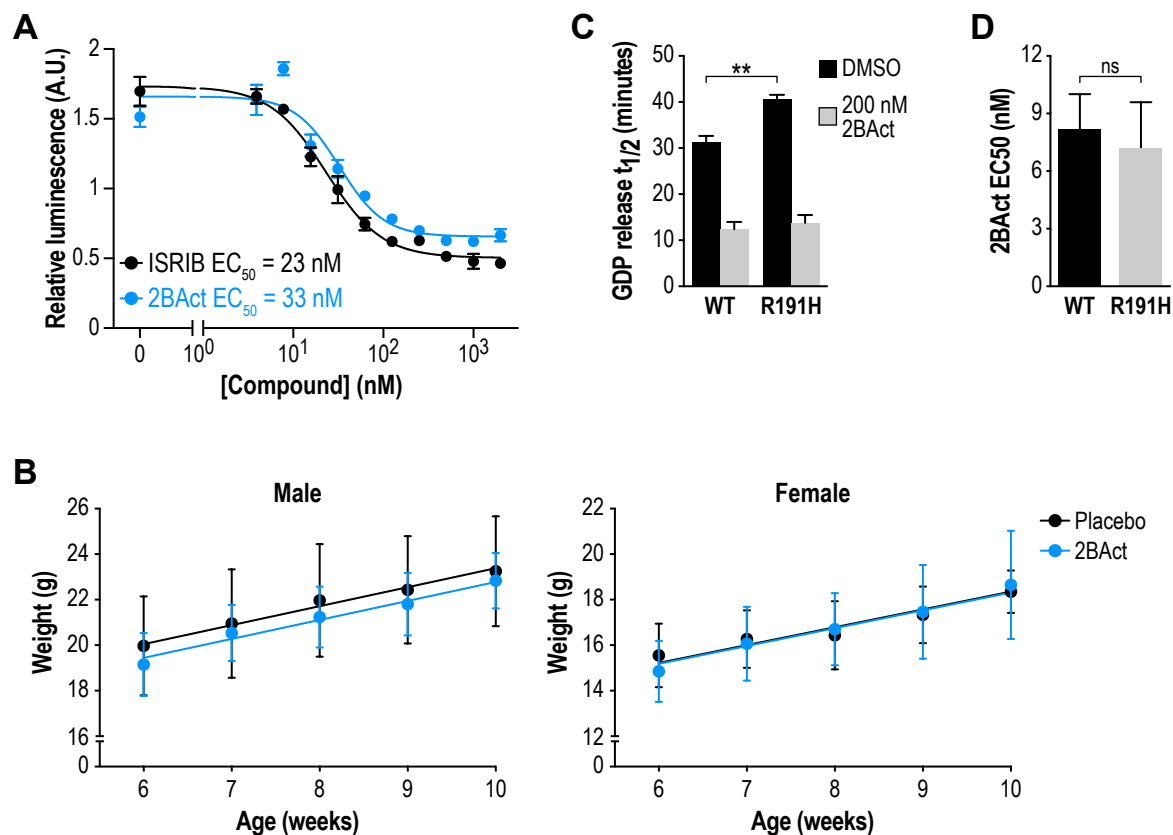 A
Relative luminescence (A.U.)
2
1.5
1
0.5
0
ISRIB EC50 = 23 nM
2BAct EC50 = 33 nM
0
10^0
10^1
10^2
10^3
[Compound] (nM)
C
GDP release t1/2 (minutes)
50
40
30
20
10
0
**
DMSO
200 nM
2BAct
WT
R191H
D
2BAct EC50 (nM)
12
9
6
3
0
ns
WT
R191H
B
Male
Weight (g)
26
24
22
20
18
16
0
6
7
8
9
10
Age (weeks)
Female
Weight (g)
22
20
18
16
14
12
0
6
7
8
9
10
Age (weeks)
Placebo
2BAct